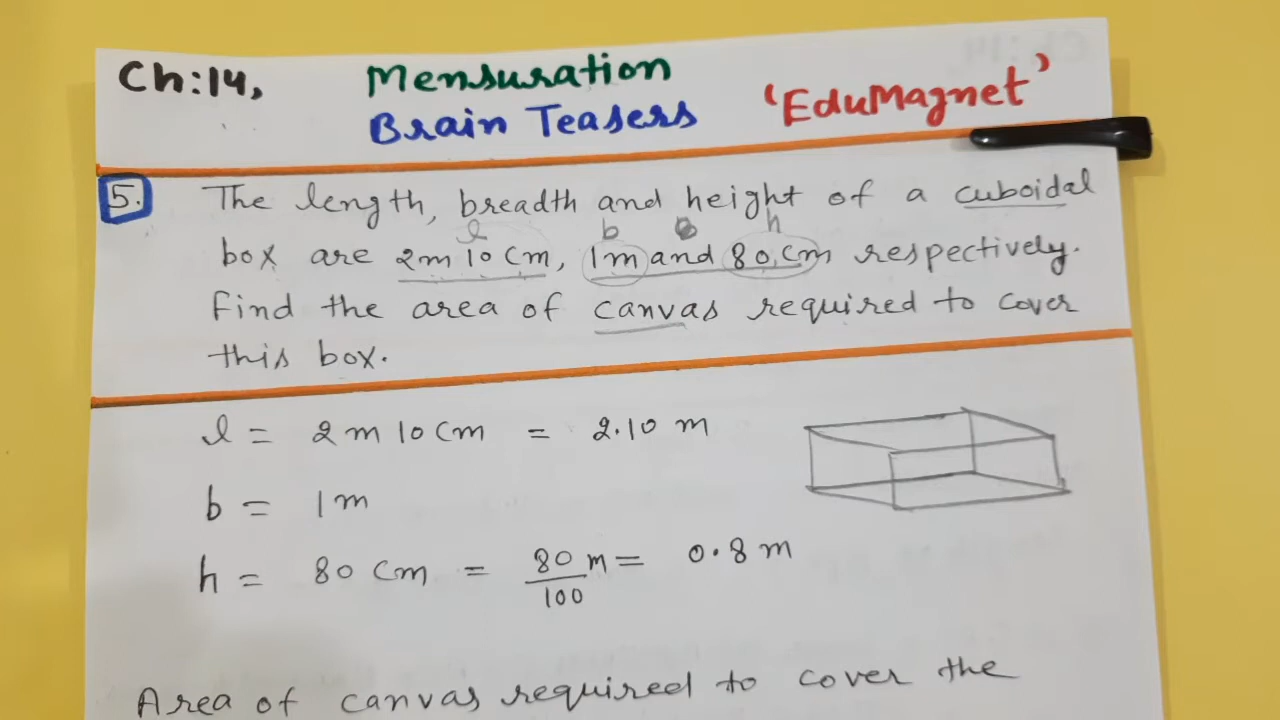 Ch:14, Mensuration
Brain Teasers 'EduMagnet'
5. The length, breadth and height of a cuboidal
l b h
box are 2m 10 cm, 1m and 80 cm respectively.
Find the area of canvas required to cover
this box.
l = 2 m 10 cm = 2.10 m
b = 1 m
h = 80 cm = 80/100 m = 0.8 m
Area of canvas required to cover the